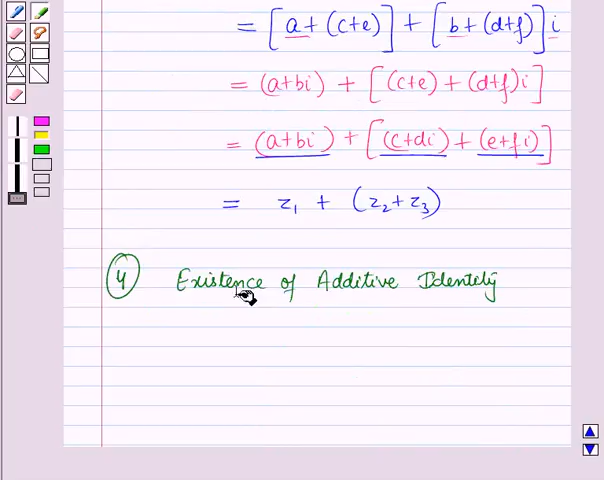 = [a + (c+e)] + [b + (d+f)] i
= (a+bi) + [(c+e) + (d+f)i]
= (a+bi) + [(c+di) + (e+fi)]
= z₁ + (z₂+z₃)
4 Existence of Additive Identity